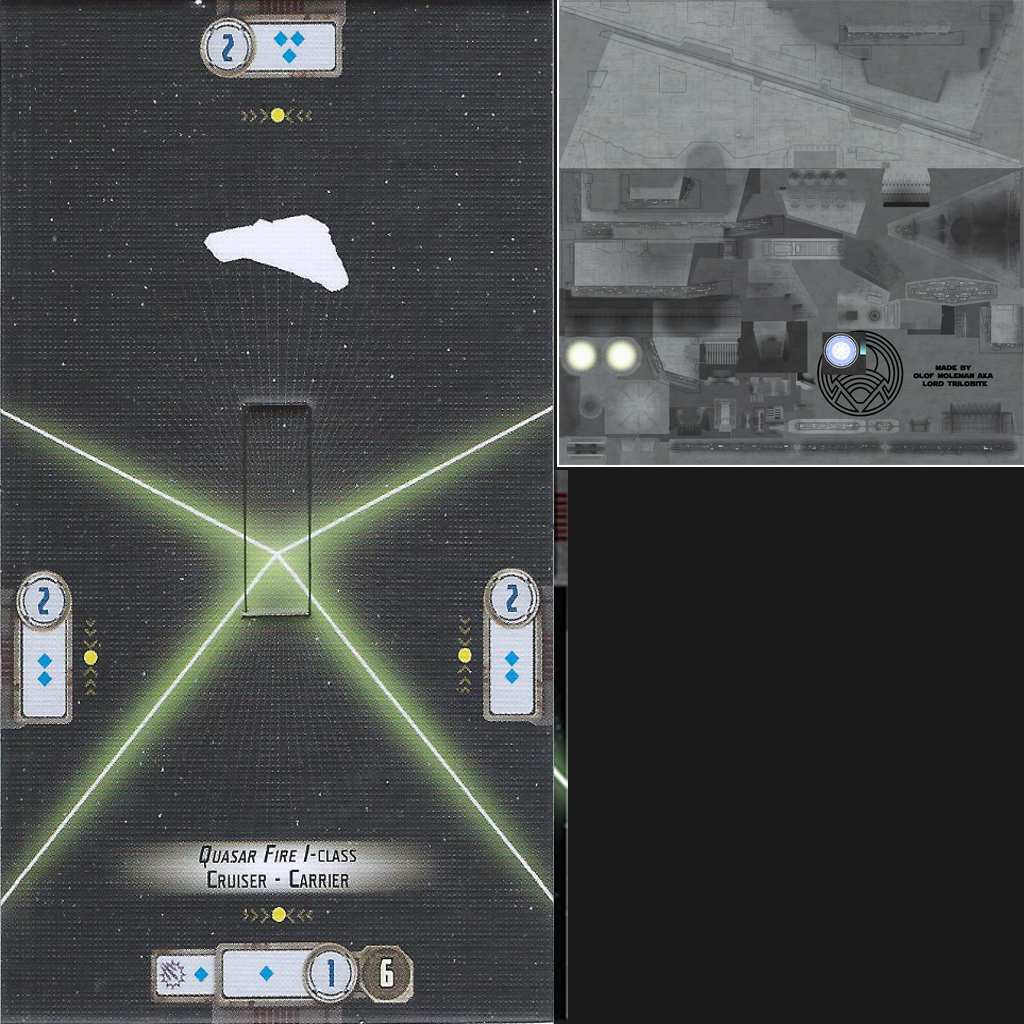 2
2
2
Quasar Fire I-class
Cruiser - Carrier
1
6
MADE BY
OLOF MOLEMAN AKA
LORD TRILOBITE